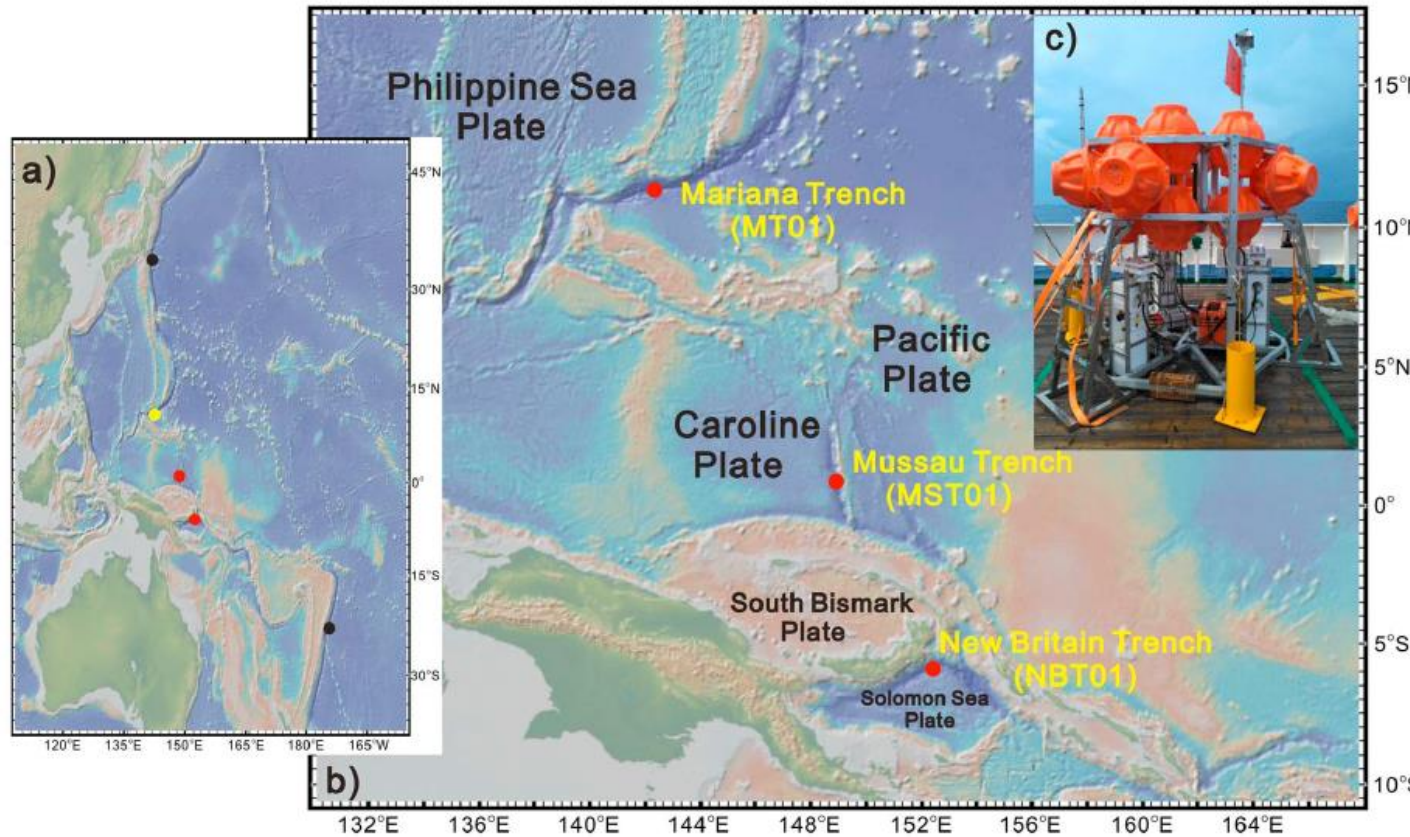 a)
45°N
30°N
15°N
0°
15°S
30°S
120°E
135°E
150°E
165°E
180°E
165°W
b)
Philippine Sea
Plate
Mariana Trench
(MT01)
Pacific
Plate
Caroline
Plate
Mussau Trench
(MST01)
South Bismark
Plate
New Britain Trench
(NBT01)
Solomon Sea
Plate
15°
10°
5°N
0°
5°S
10°S
132°E
136°E
140°E
144°E
148°E
152°E
156°E
160°E
164°E
c)